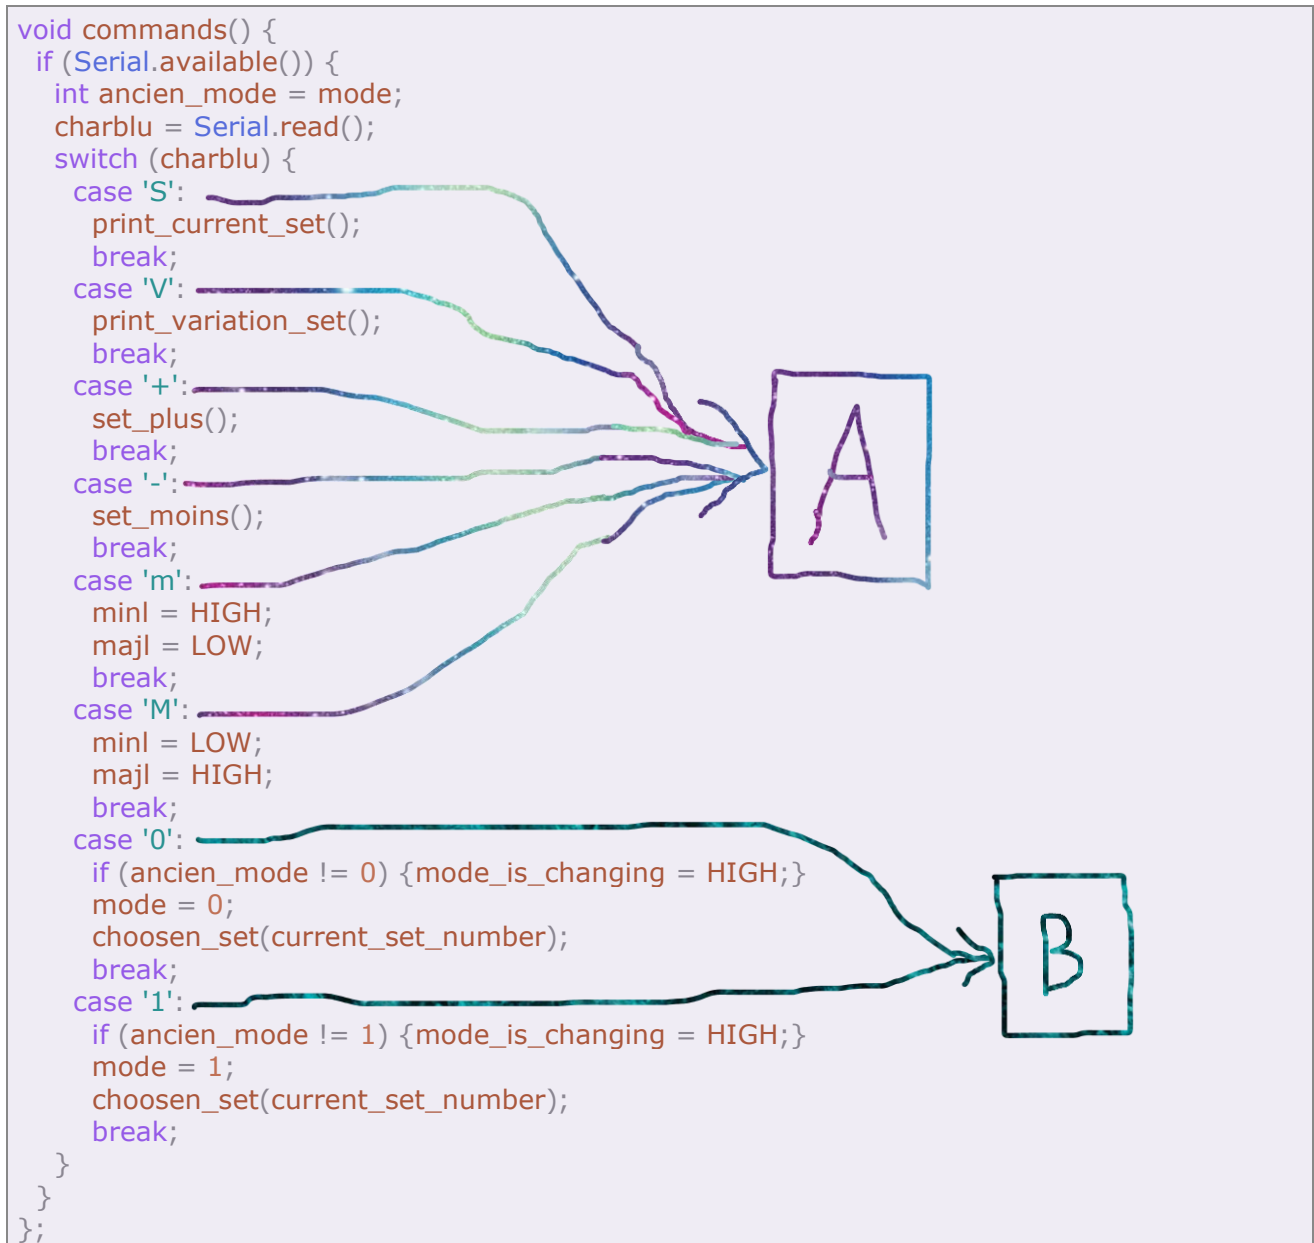 void commands() {
if (Serial.available()) {
int ancien_mode = mode;
charblu = Serial.read();
switch (charblu) {
case 'S':
print_current_set();
break;
case 'V':
print_variation_set();
break;
case '+':
set_plus();
break;
case '-':
set_moins();
break;
case 'm':
minl = HIGH;
majl = LOW;
break;
case 'M':
minl = LOW;
majl = HIGH;
break;
case '0':
if (ancien_mode != 0) {mode_is_changing = HIGH;}
mode = 0;
choosen_set(current_set_number);
break;
case '1':
if (ancien_mode != 1) {mode_is_changing = HIGH;}
mode = 1;
choosen_set(current_set_number);
break;
}
}
};
A
B